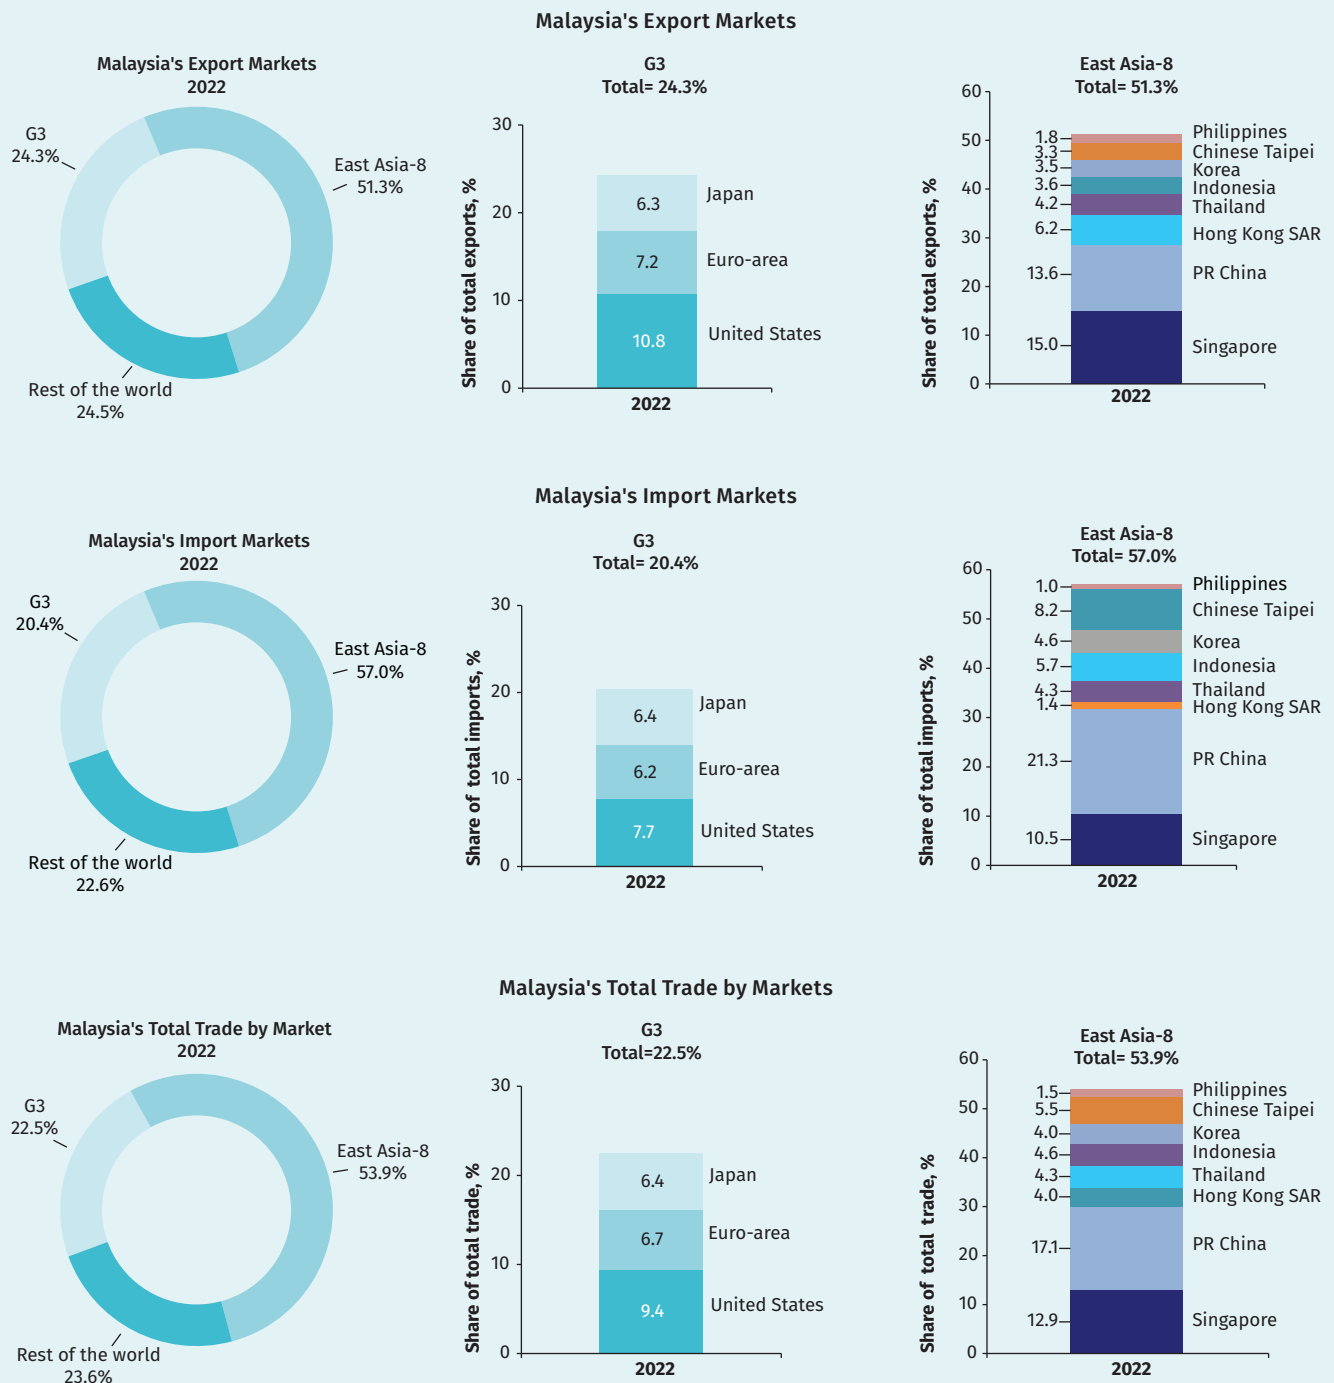 Malaysia's Export Markets
Malaysia's Export Markets
2022
G3
24.3%
East Asia-8
51.3%
Rest of the world
24.5%
G3
Total= 24.3%
Share of total exports, %
30
20
10
0
6.3
Japan
7.2
Euro-area
10.8
United States
2022
East Asia-8
Total= 51.3%
Share of total exports, %
60
50
40
30
20
10
0
1.8 Philippines
3.3 Chinese Taipei
3.5 Korea
3.6 Indonesia
4.2 Thailand
6.2 Hong Kong SAR
13.6 PR China
15.0 Singapore
2022
Malaysia's Import Markets
Malaysia's Import Markets
2022
G3
20.4%
East Asia-8
57.0%
Rest of the world
22.6%
G3
Total= 20.4%
Share of total imports, %
30
20
10
0
6.4
Japan
6.2
Euro-area
7.7
United States
2022
East Asia-8
Total= 57.0%
Share of total imports, %
60
50
40
30
20
10
0
1.0 Philippines
8.2 Chinese Taipei
4.6 Korea
5.7 Indonesia
4.3 Thailand
1.4 Hong Kong SAR
21.3 PR China
10.5 Singapore
2022
Malaysia's Total Trade by Markets
Malaysia's Total Trade by Market
2022
G3
22.5%
East Asia-8
53.9%
Rest of the world
23.6%
G3
Total=22.5%
Share of total trade, %
30
20
10
0
6.4
Japan
6.7
Euro-area
9.4
United States
2022
East Asia-8
Total= 53.9%
Share of total trade, %
60
50
40
30
20
10
0
1.5 Philippines
5.5 Chinese Taipei
4.0 Korea
4.6 Indonesia
4.3 Thailand
4.0 Hong Kong SAR
17.1 PR China
12.9 Singapore
2022